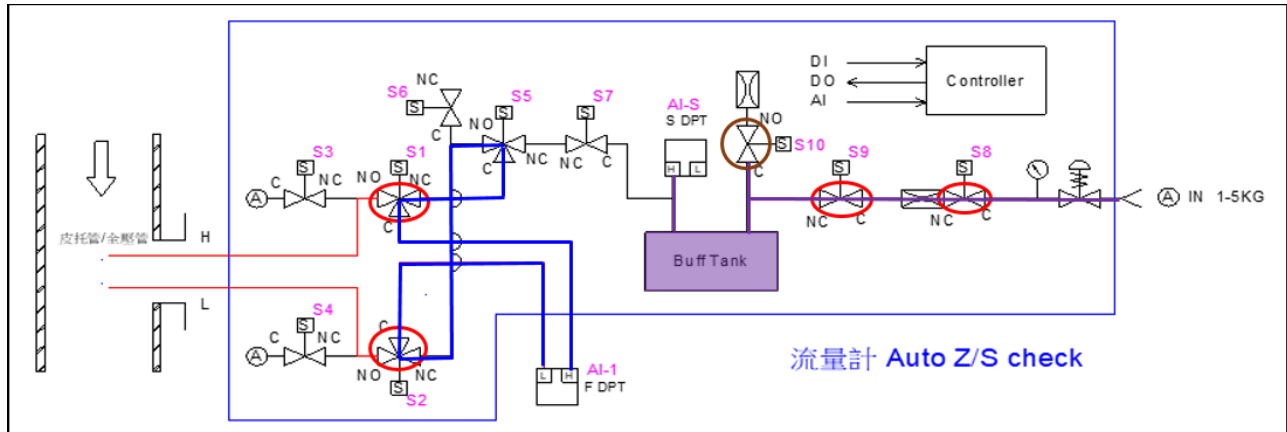 DI
DO
AI
Controller
NC
S6
S
C
NO
S5
S
C
NC
S7
S
NC
C
AI-S
S DPT
H L
NO
S
S10
C
S9
S
NC
C
S8
S
NC
C
A IN 1-5KG
S3
S
C
NC
A
NO
S1
S
NC
C
皮托管/全壓管
H
L
Buff Tank
S4
S
C
NC
A
C
NO
NC
S
S2
L H
AI-1
F DPT
流量計 Auto Z/S check